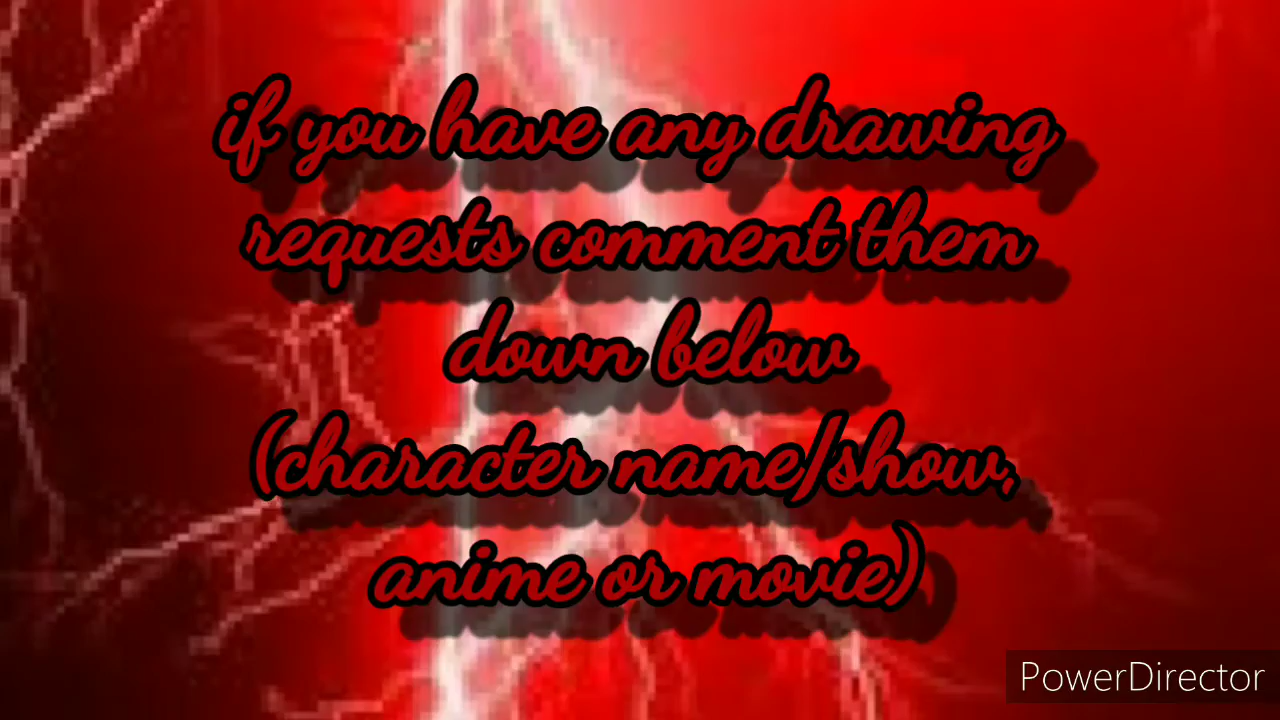 if you have any drawing
requests comment them
down below
(character name/show,
anime or movie)
PowerDirector